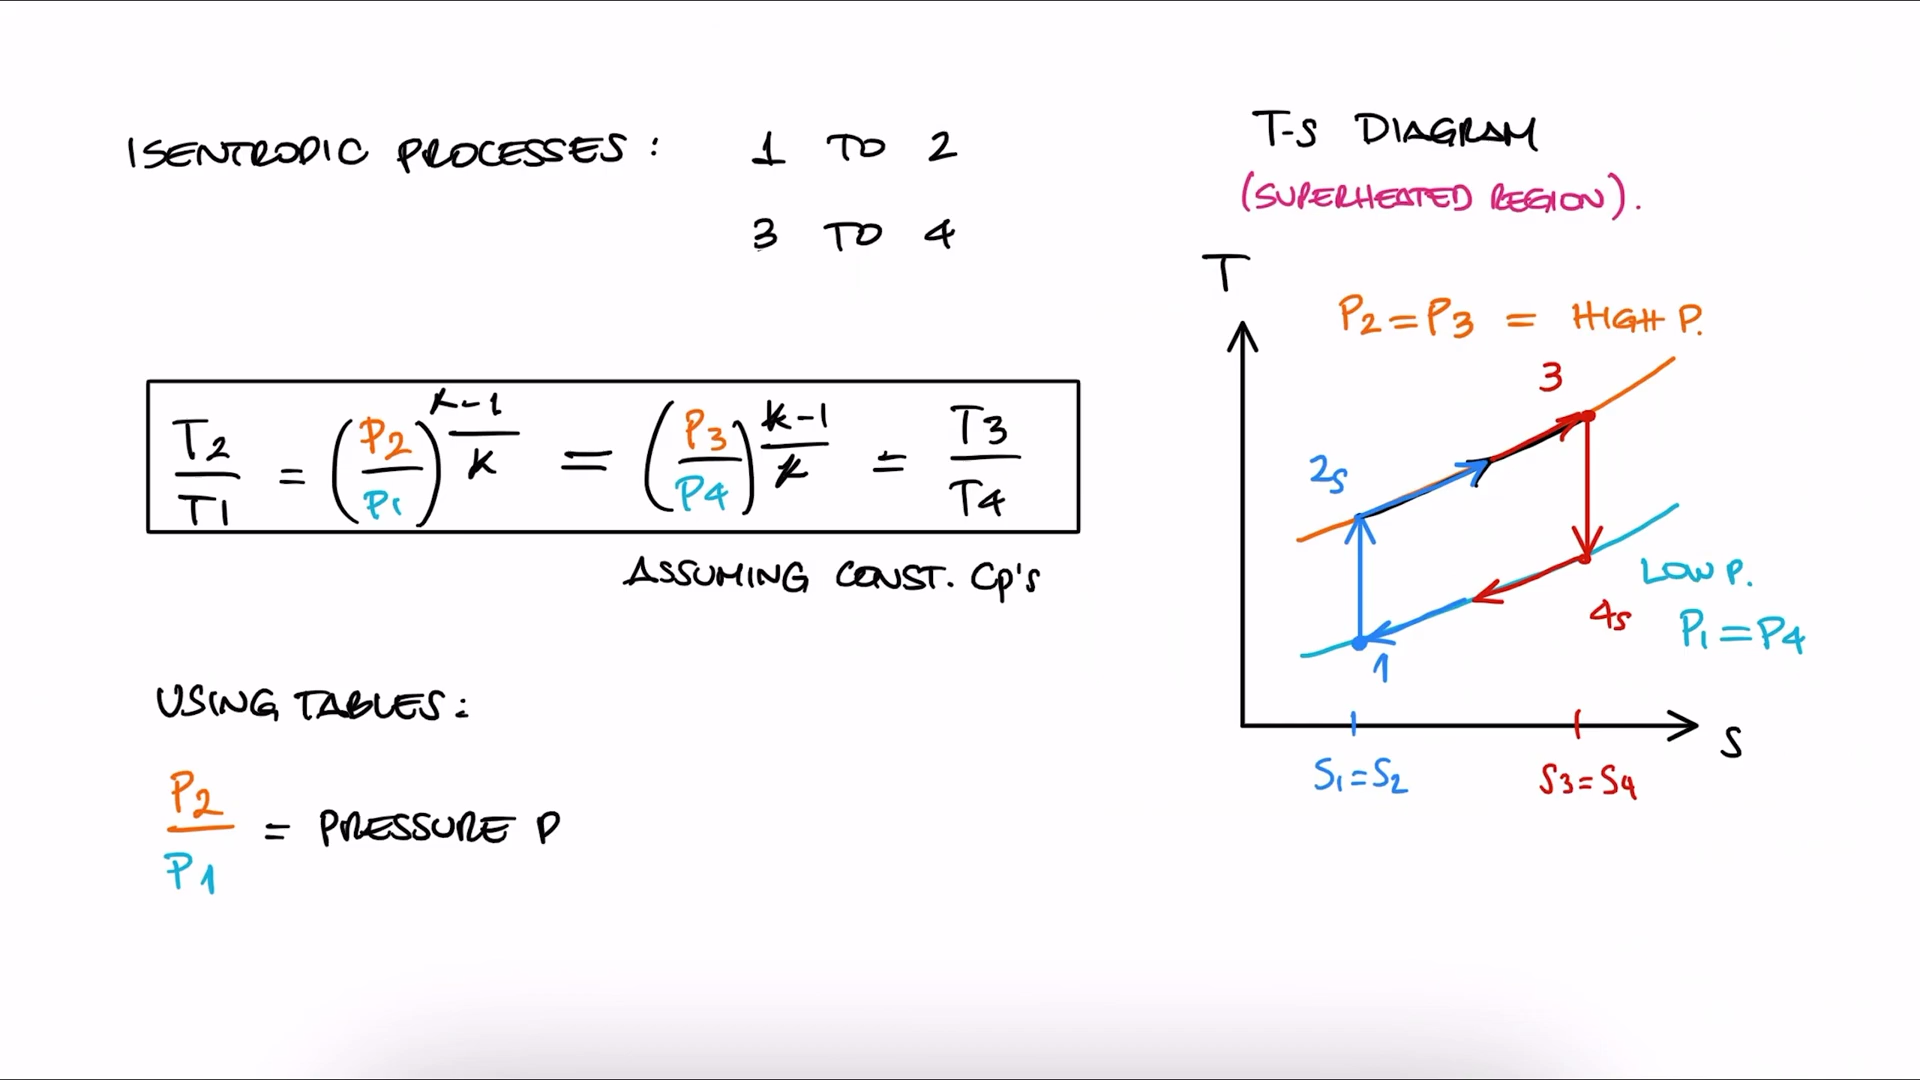 ISENTROPIC PROCESSES: 1 TO 2
3 TO 4
T2/T1 = (P2/P1)^((k-1)/k) = (P3/P4)^((k-1)/k) = T3/T4
ASSUMING CONST. Cp's
USING TABLES:
P2/P1 = PRESSURE P
T-S DIAGRAM
(SUPERHEATED REGION).
T
P2=P3 = HIGH P.
3
2s
LOW P.
4s
P1=P4
1
S
S1=S2
S3=S4